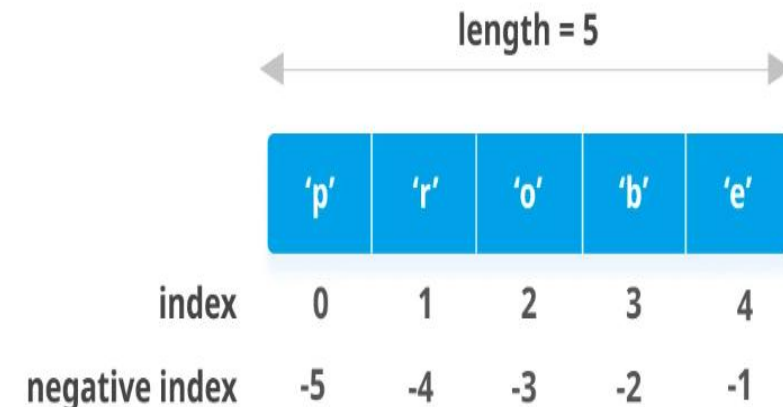 length = 5
‘p’ ‘r’ ‘o’ ‘b’ ‘e’
index 0 1 2 3 4
negative index -5 -4 -3 -2 -1